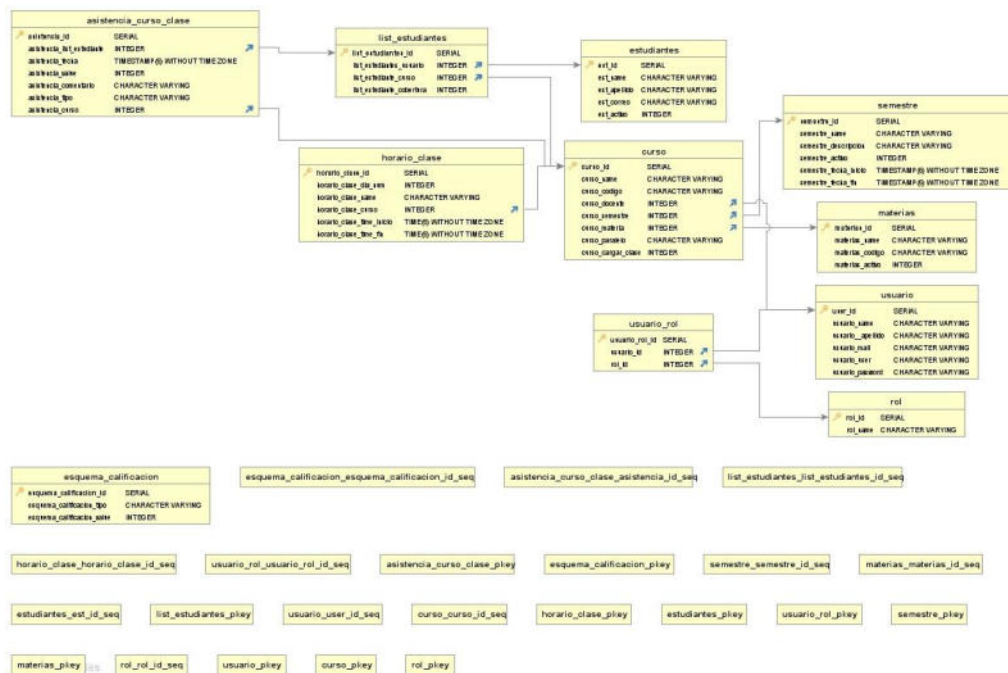 asistencia_curso_clase
asistencia_id SERIAL
asistencia_list_estudiante INTEGER
asistencia_fecha TIMESTAMP(6) WITHOUT TIME ZONE
asistencia_valor INTEGER
asistencia_comentario CHARACTER VARYING
asistencia_tipo CHARACTER VARYING
asistencia_curso INTEGER
list_estudiantes
list_estudiantes_id SERIAL
list_estudiantes_usuario INTEGER
list_estudiante_curso INTEGER
list_estudiante_cobertura INTEGER
estudiantes
est_id SERIAL
est_name CHARACTER VARYING
est_apellido CHARACTER VARYING
est_correo CHARACTER VARYING
est_activo INTEGER
semestre
semestre_id SERIAL
semestre_name CHARACTER VARYING
semestre_descripcion CHARACTER VARYING
semestre_activo INTEGER
semestre_fecha_inicio TIMESTAMP(6) WITHOUT TIME ZONE
semestre_fecha_fin TIMESTAMP(6) WITHOUT TIME ZONE
horario_clase
horario_clase_id SERIAL
horario_clase_dia_sem INTEGER
horario_clase_name CHARACTER VARYING
horario_clase_curso INTEGER
horario_clase_time_inicio TIME(6) WITHOUT TIME ZONE
horario_clase_time_fin TIME(6) WITHOUT TIME ZONE
curso
curso_id SERIAL
curso_name CHARACTER VARYING
curso_codigo CHARACTER VARYING
curso_docente INTEGER
curso_semestre INTEGER
curso_materia INTEGER
curso_paralelo CHARACTER VARYING
curso_cargar_clase INTEGER
materias
materias_id SERIAL
materias_name CHARACTER VARYING
materias_codigo CHARACTER VARYING
materias_activo INTEGER
usuario
user_id SERIAL
usuario_name CHARACTER VARYING
usuario_apellido CHARACTER VARYING
usuario_mail CHARACTER VARYING
usuario_user CHARACTER VARYING
usuario_password CHARACTER VARYING
usuario_rol
usuario_rol_id SERIAL
usuario_id INTEGER
rol_id INTEGER
rol
rol_id SERIAL
rol_name CHARACTER VARYING
esquema_calificacion
esquema_calificacion_id SERIAL
esquema_calificacion_tipo CHARACTER VARYING
esquema_calificacion_valor INTEGER
esquema_calificacion_esquema_calificacion_id_seq
asistencia_curso_clase_asistencia_id_seq
list_estudiantes_list_estudiantes_id_seq
horario_clase_horario_clase_id_seq
usuario_rol_usuario_rol_id_seq
asistencia_curso_clase_pkey
esquema_calificacion_pkey
semestre_semestre_id_seq
materias_materias_id_seq
estudiantes_est_id_seq
list_estudiantes_pkey
usuario_user_id_seq
curso_curso_id_seq
horario_clase_pkey
estudiantes_pkey
usuario_rol_pkey
semestre_pkey
materias_pkey
rol_rol_id_seq
usuario_pkey
curso_pkey
rol_pkey